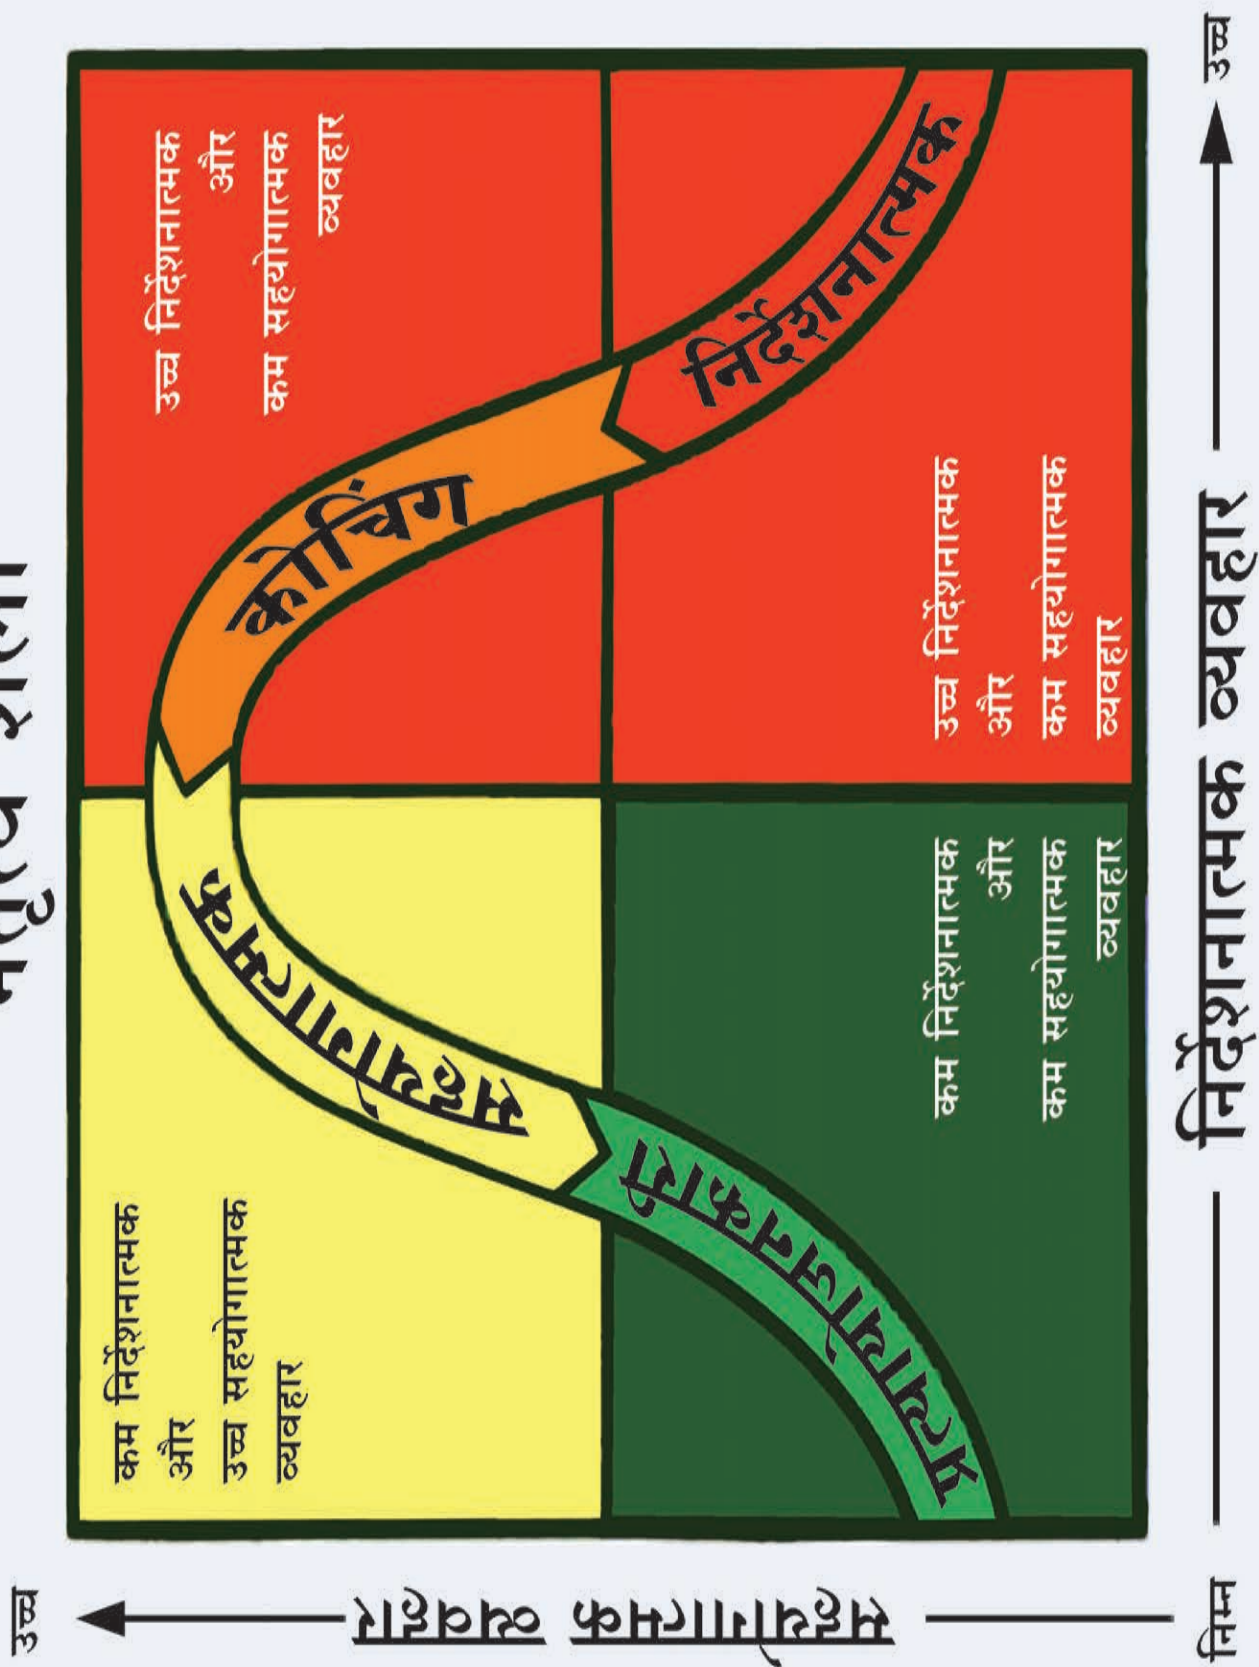 नेतृत्व शैली
उच्च
सहयोगात्मक व्यवहार
कम निर्देशनात्मक
और
उच्च सहयोगात्मक
व्यवहार
उच्च निर्देशनात्मक
और
कम सहयोगात्मक
व्यवहार
सहयोगात्मक
कोचिंग
प्रत्यायोजनकारी
निर्देशनात्मक
कम निर्देशनात्मक
और
कम सहयोगात्मक
व्यवहार
उच्च निर्देशनात्मक
और
कम सहयोगात्मक
व्यवहार
निम्न
निर्देशनात्मक व्यवहार
उच्च